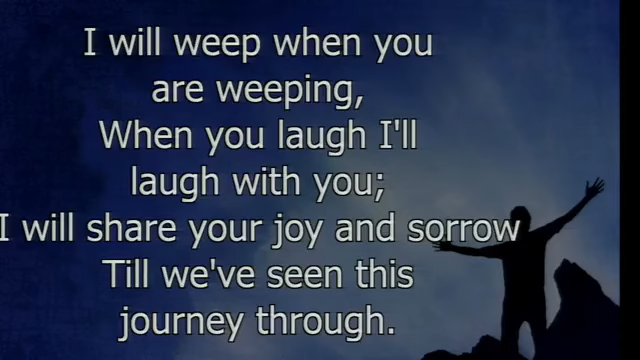 I will weep when you
are weeping,
When you laugh I'll
laugh with you;
I will share your joy and sorrow
Till we've seen this
journey through.